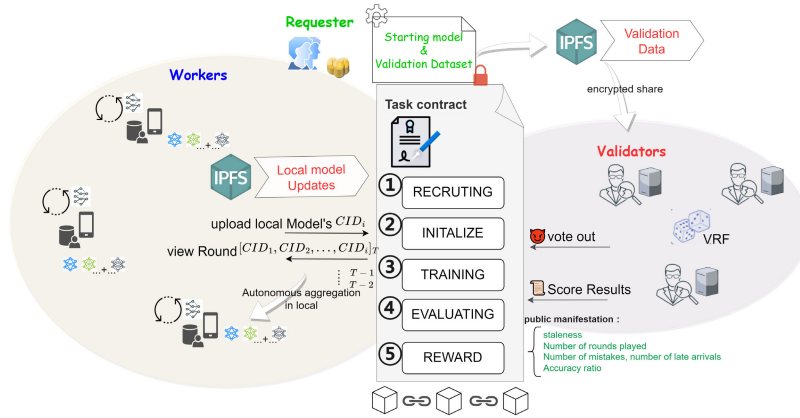 Requester
Starting model
&
Validation Dataset
IPFS
Validation
Data
encrypted share
Workers
Task contract
IPFS
Local model
Updates
Validators
1 RECRUTING
upload local Model's CID_i
2 INITALIZE
vote out
VRF
view Round [CID_1, CID_2, ..., CID_i]_T
T − 1
T − 2
3 TRAINING
Autonomous aggregation
in local
Score Results
4 EVALUATING
public manifestation :
staleness
Number of rounds played
Number of mistakes, number of late arrivals
Accuracy ratio
5 REWARD
...+...
...+...
...+...